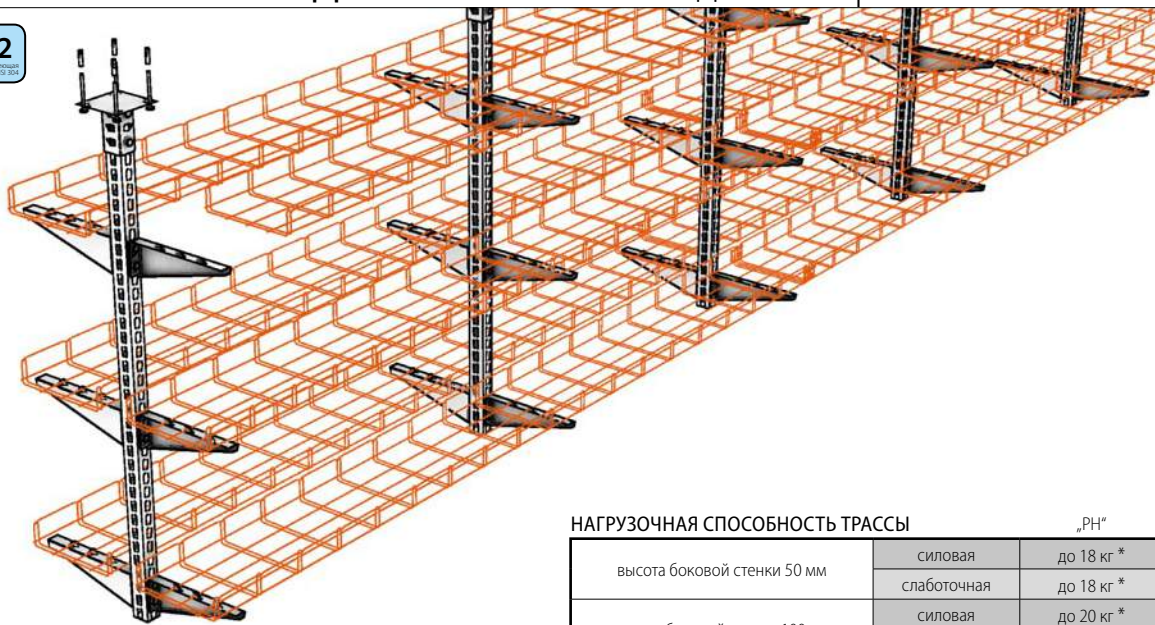 2
НАГРУЗОЧНАЯ СПОСОБНОСТЬ ТРАССЫ „PH“
высота боковой стенки 50 мм силовая до 18 кг *
слаботочная до 18 кг *
силовая до 20 кг *